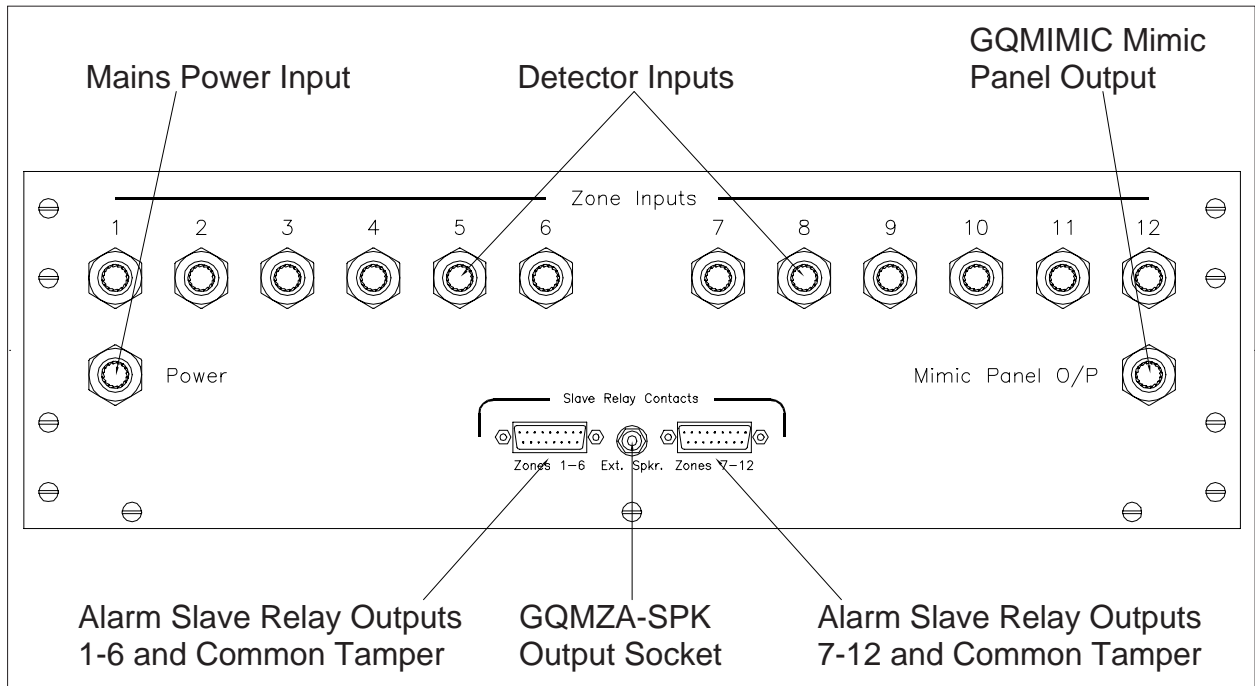 Mains Power Input
Detector Inputs
GQMIMIC Mimic
Panel Output
Zone Inputs
1 2 3 4 5 6 7 8 9 10 11 12
Power
Mimic Panel O/P
Slave Relay Contacts
Zones 1-6 Ext. Spkr. Zones 7-12
Alarm Slave Relay Outputs
1-6 and Common Tamper
GQMZA-SPK
Output Socket
Alarm Slave Relay Outputs
7-12 and Common Tamper